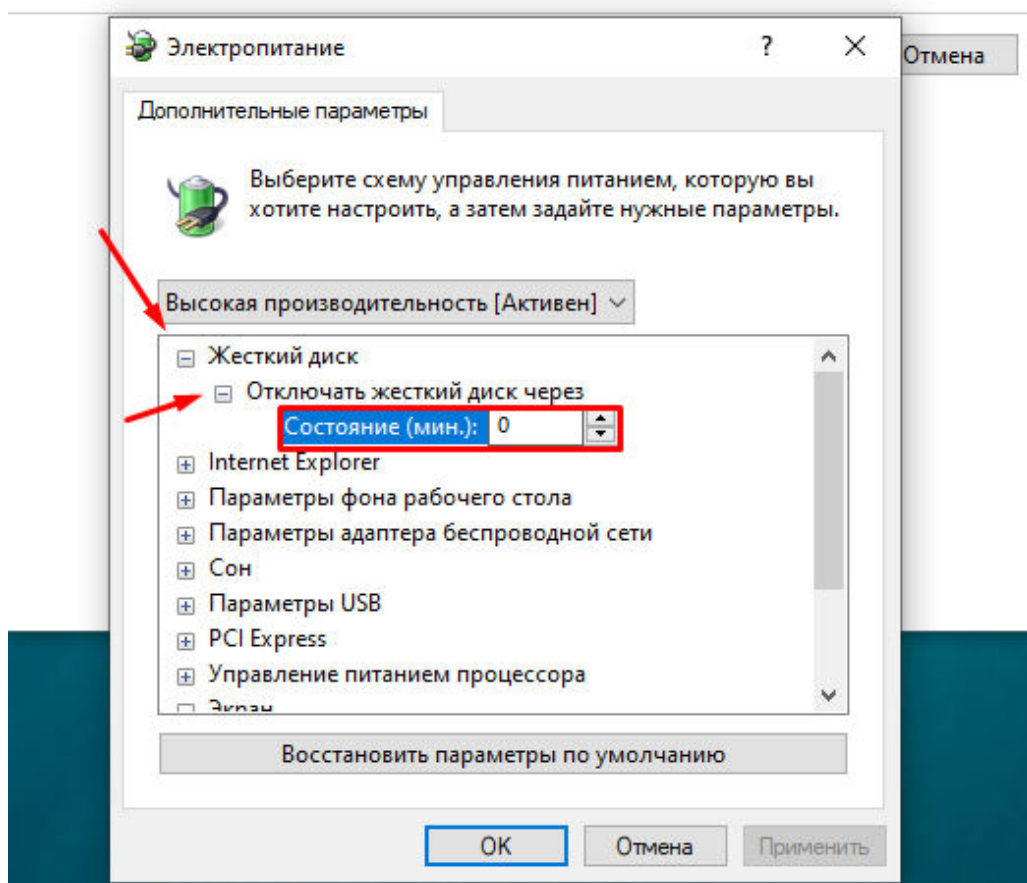 Электропитание
?
Отмена
Дополнительные параметры
Выберите схему управления питанием, которую вы
хотите настроить, а затем задайте нужные параметры.
Высокая производительность [Активен]
Жесткий диск
Отключать жесткий диск через
Состояние (мин.): 0
Internet Explorer
Параметры фона рабочего стола
Параметры адаптера беспроводной сети
Сон
Параметры USB
PCI Express
Управление питанием процессора
Экран
Восстановить параметры по умолчанию
ОК Отмена Применить